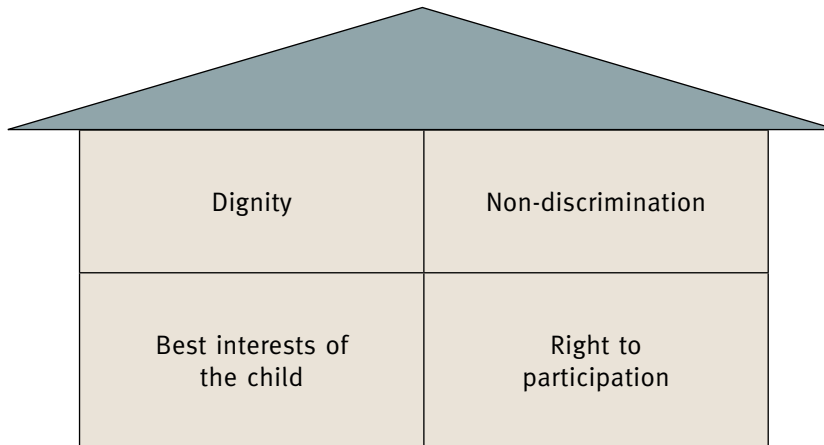 Dignity
Non-discrimination
Best interests of
the child
Right to
participation